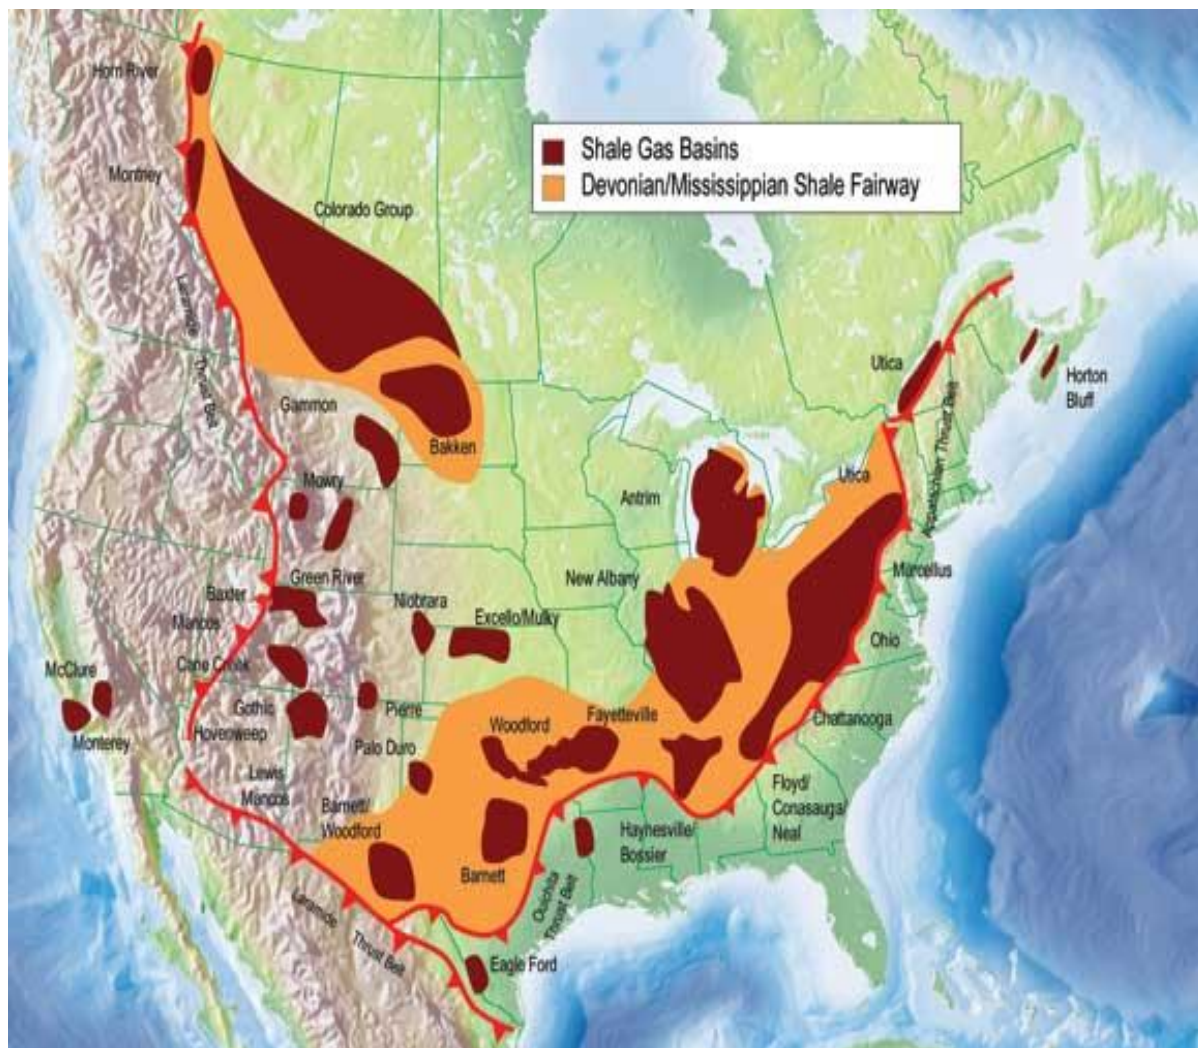 Horn River
Shale Gas Basins
Devonian/Mississippian Shale Fairway
Montney
Colorado Group
Laramide
Thrust Belt
Utica
Horton
Bluff
Appalachian Thrust Belt
Gammon
Bakken
Utica
Mowry
Antrim
Marcellus
Green River
New Albany
Baxter
Niobrara
Excello/Mulky
Mancos
Ohio
McClure
Cane Creek
Gothic
Pierre
Fayetteville
Woodford
Chattanooga
Hovenweep
Monterey
Palo Duro
Lewis
Mancos
Floyd/
Conasauga/
Neal
Barnett/
Woodford
Haynesville/
Bossier
Barnett
Ouchita
Thrust Belt
Laramide
Thrust Belt
Eagle Ford